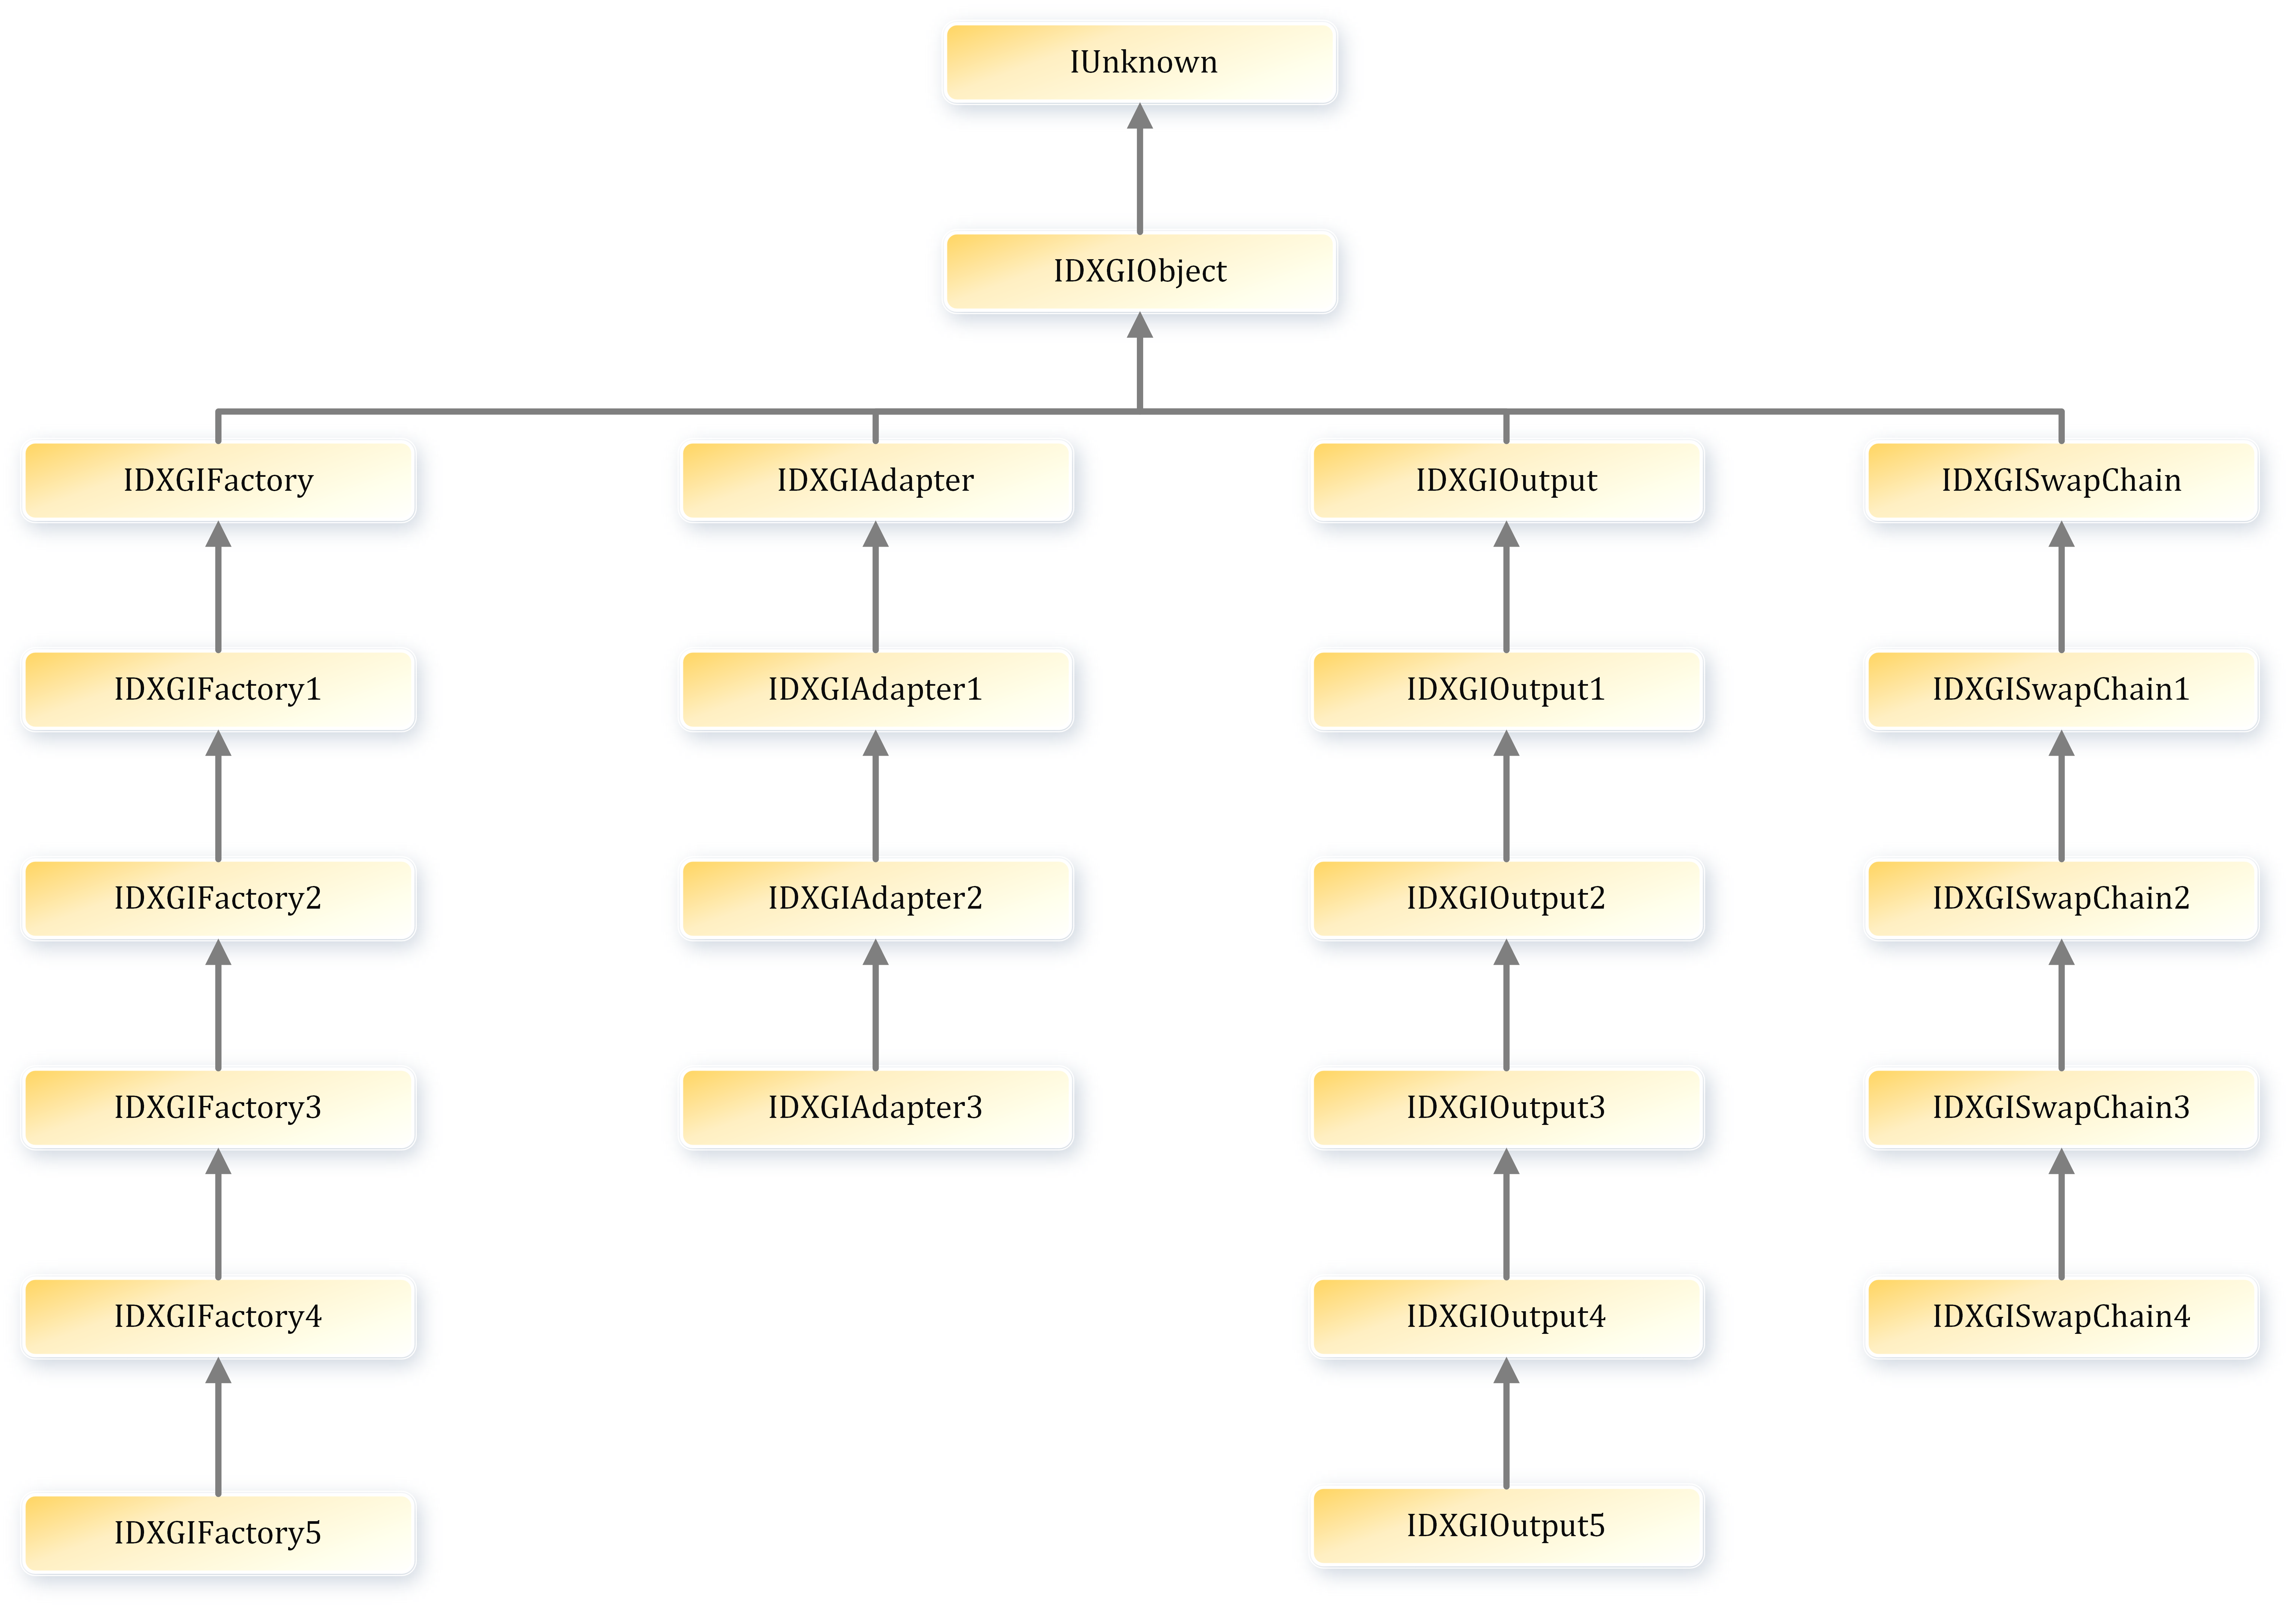 IUnknown
IDXGIObject
IDXGIFactory
IDXGIAdapter
IDXGIOutput
IDXGISwapChain
IDXGIFactory1
IDXGIAdapter1
IDXGIOutput1
IDXGISwapChain1
IDXGIFactory2
IDXGIAdapter2
IDXGIOutput2
IDXGISwapChain2
IDXGIFactory3
IDXGIAdapter3
IDXGIOutput3
IDXGISwapChain3
IDXGIFactory4
IDXGIOutput4
IDXGISwapChain4
IDXGIFactory5
IDXGIOutput5